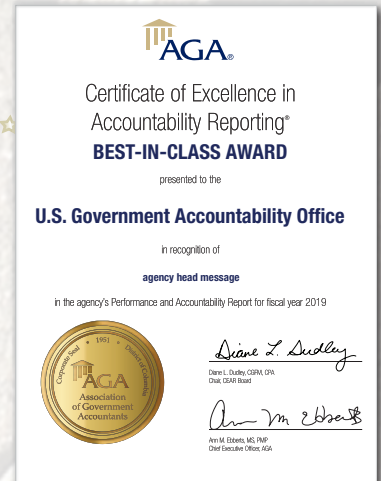 AGA®
Certificate of Excellence in
Accountability Reporting®
BEST-IN-CLASS AWARD
presented to the
U.S. Government Accountability Office
in recognition of
agency head message
in the agency's Performance and Accountability Report for fiscal year 2019
Corporate Seal • 1951 • District of Columbia
AGA
Association
of Government
Accountants
Diane L. Dudley
Diane L. Dudley, CGFM, CPA
Chair, CEAR Board
Ann M Ebberts
Ann M. Ebberts, MS, PMP
Chief Executive Officer, AGA